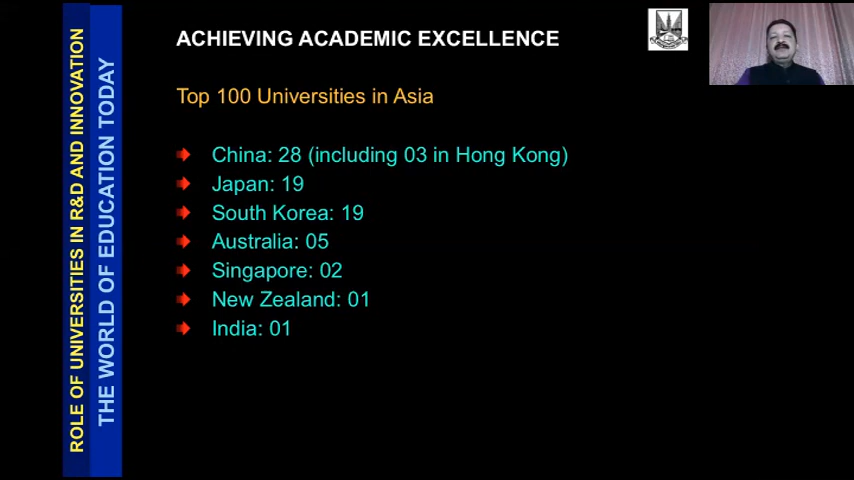 ACHIEVING ACADEMIC EXCELLENCE
Top 100 Universities in Asia
China: 28 (including 03 in Hong Kong)
Japan: 19
South Korea: 19
Australia: 05
Singapore: 02
New Zealand: 01
India: 01
ROLE OF UNIVERSITIES IN R&D AND INNOVATION
THE WORLD OF EDUCATION TODAY